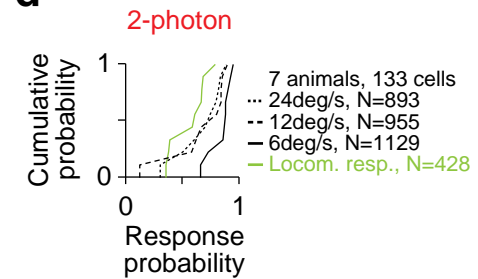 2-photon
Cumulative
probability
1
0
0
1
Response
probability
7 animals, 133 cells
24deg/s, N=893
12deg/s, N=955
6deg/s, N=1129
Locom. resp., N=428